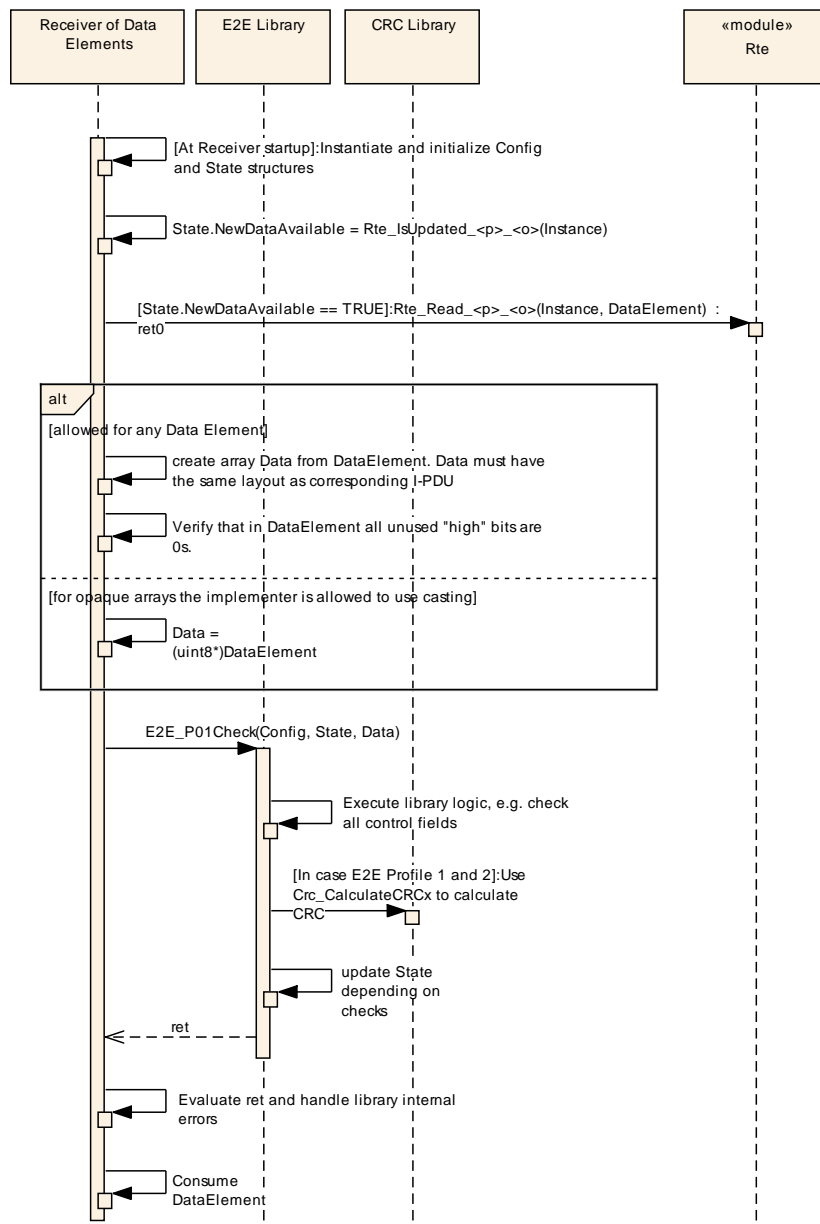 Receiver of Data
Elements
E2E Library
CRC Library
«module»
Rte
[At Receiver startup]:Instantiate and initialize Config
and State structures
State.NewDataAvailable = Rte_IsUpdated_<p>_<o>(Instance)
[State.NewDataAvailable == TRUE]:Rte_Read_<p>_<o>(Instance, DataElement) :
ret0
alt
[allowed for any Data Element]
create array Data from DataElement. Data must have
the same layout as corresponding I-PDU
Verify that in DataElement all unused "high" bits are
0s.
[for opaque arrays the implementer is allowed to use casting]
Data =
(uint8*)DataElement
E2E_P01Check(Config, State, Data)
Execute library logic, e.g. check
all control fields
[In case E2E Profile 1 and 2]:Use
Crc_CalculateCRCx to calculate
CRC
update State
depending on
checks
ret
Evaluate ret and handle library internal
errors
Consume
DataElement